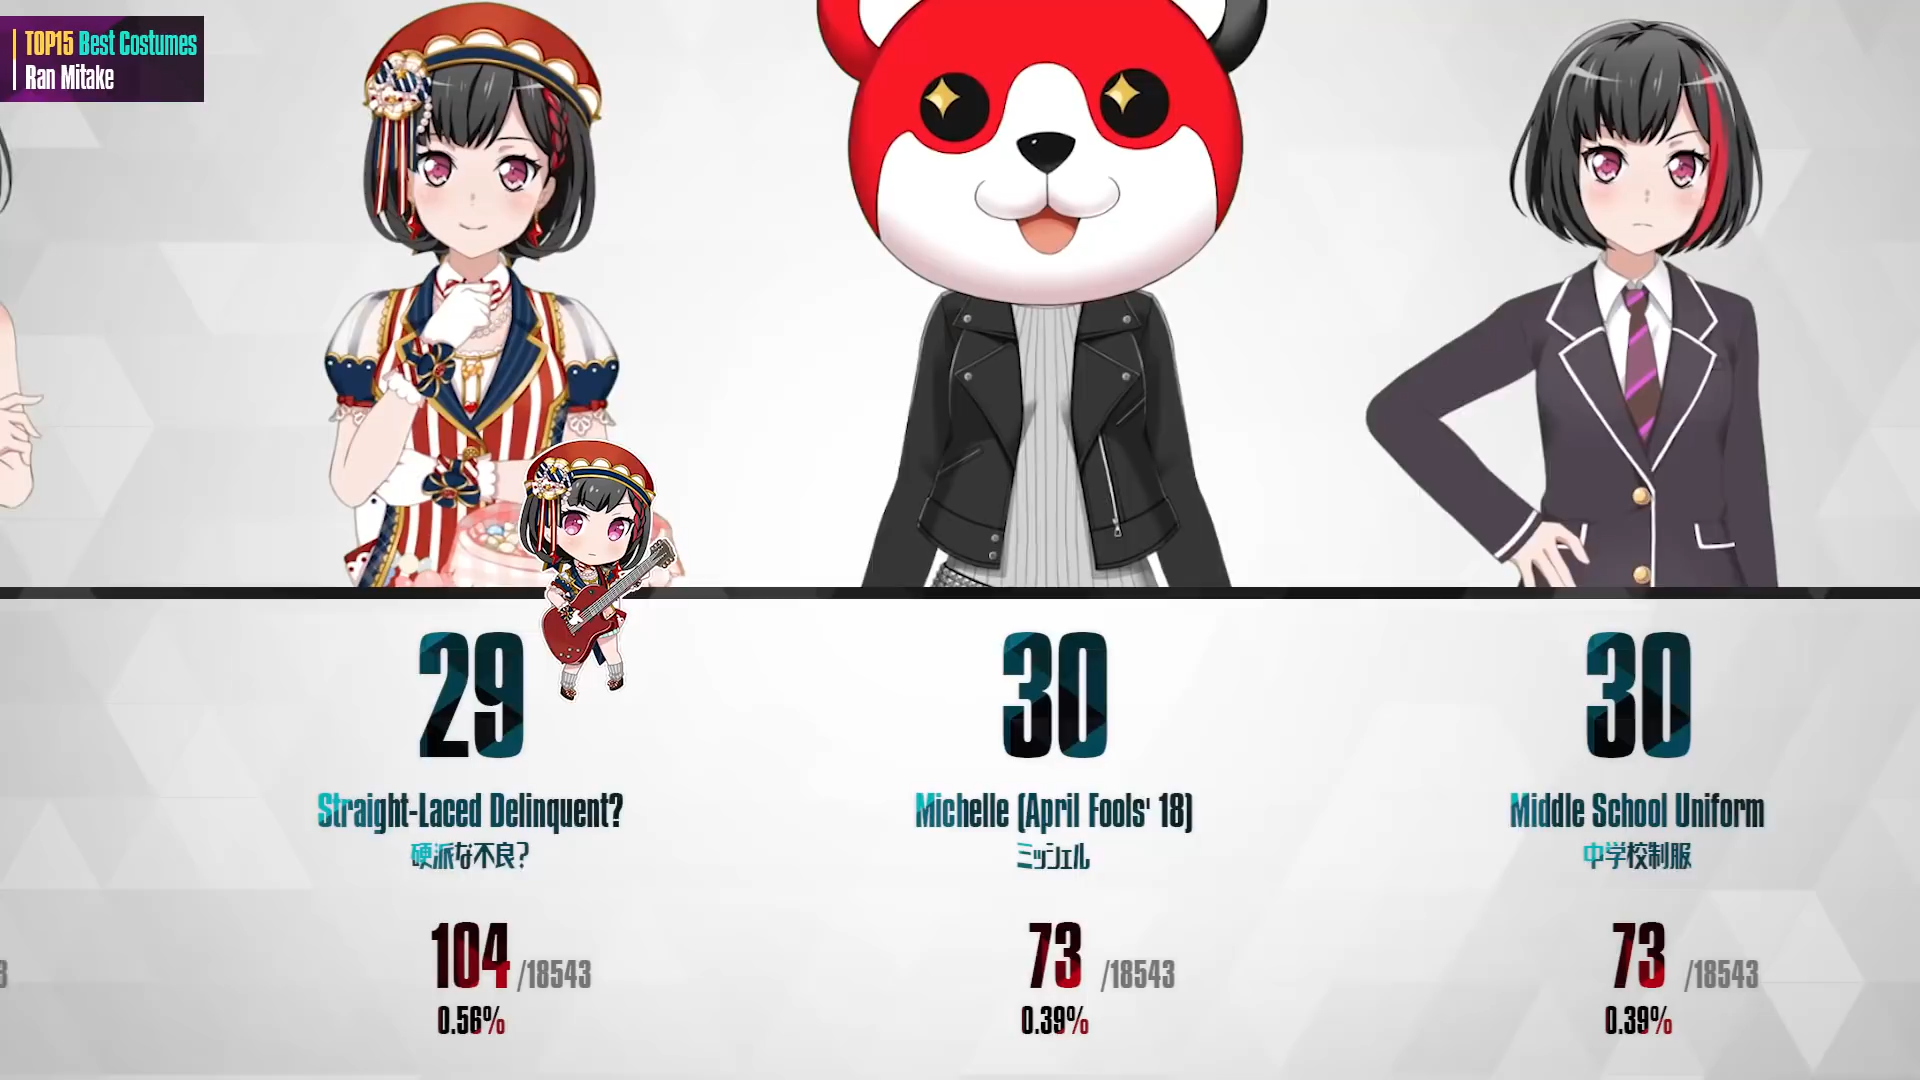 TOP15 Best Costumes
Ran Mitake
29
Straight-Laced Delinquent?
硬派な不良?
104 /18543
0.56%
30
Michelle (April Fools' 18)
ミッシェル
73 /18543
0.39%
30
Middle School Uniform
中学校制服
73 /18543
0.39%